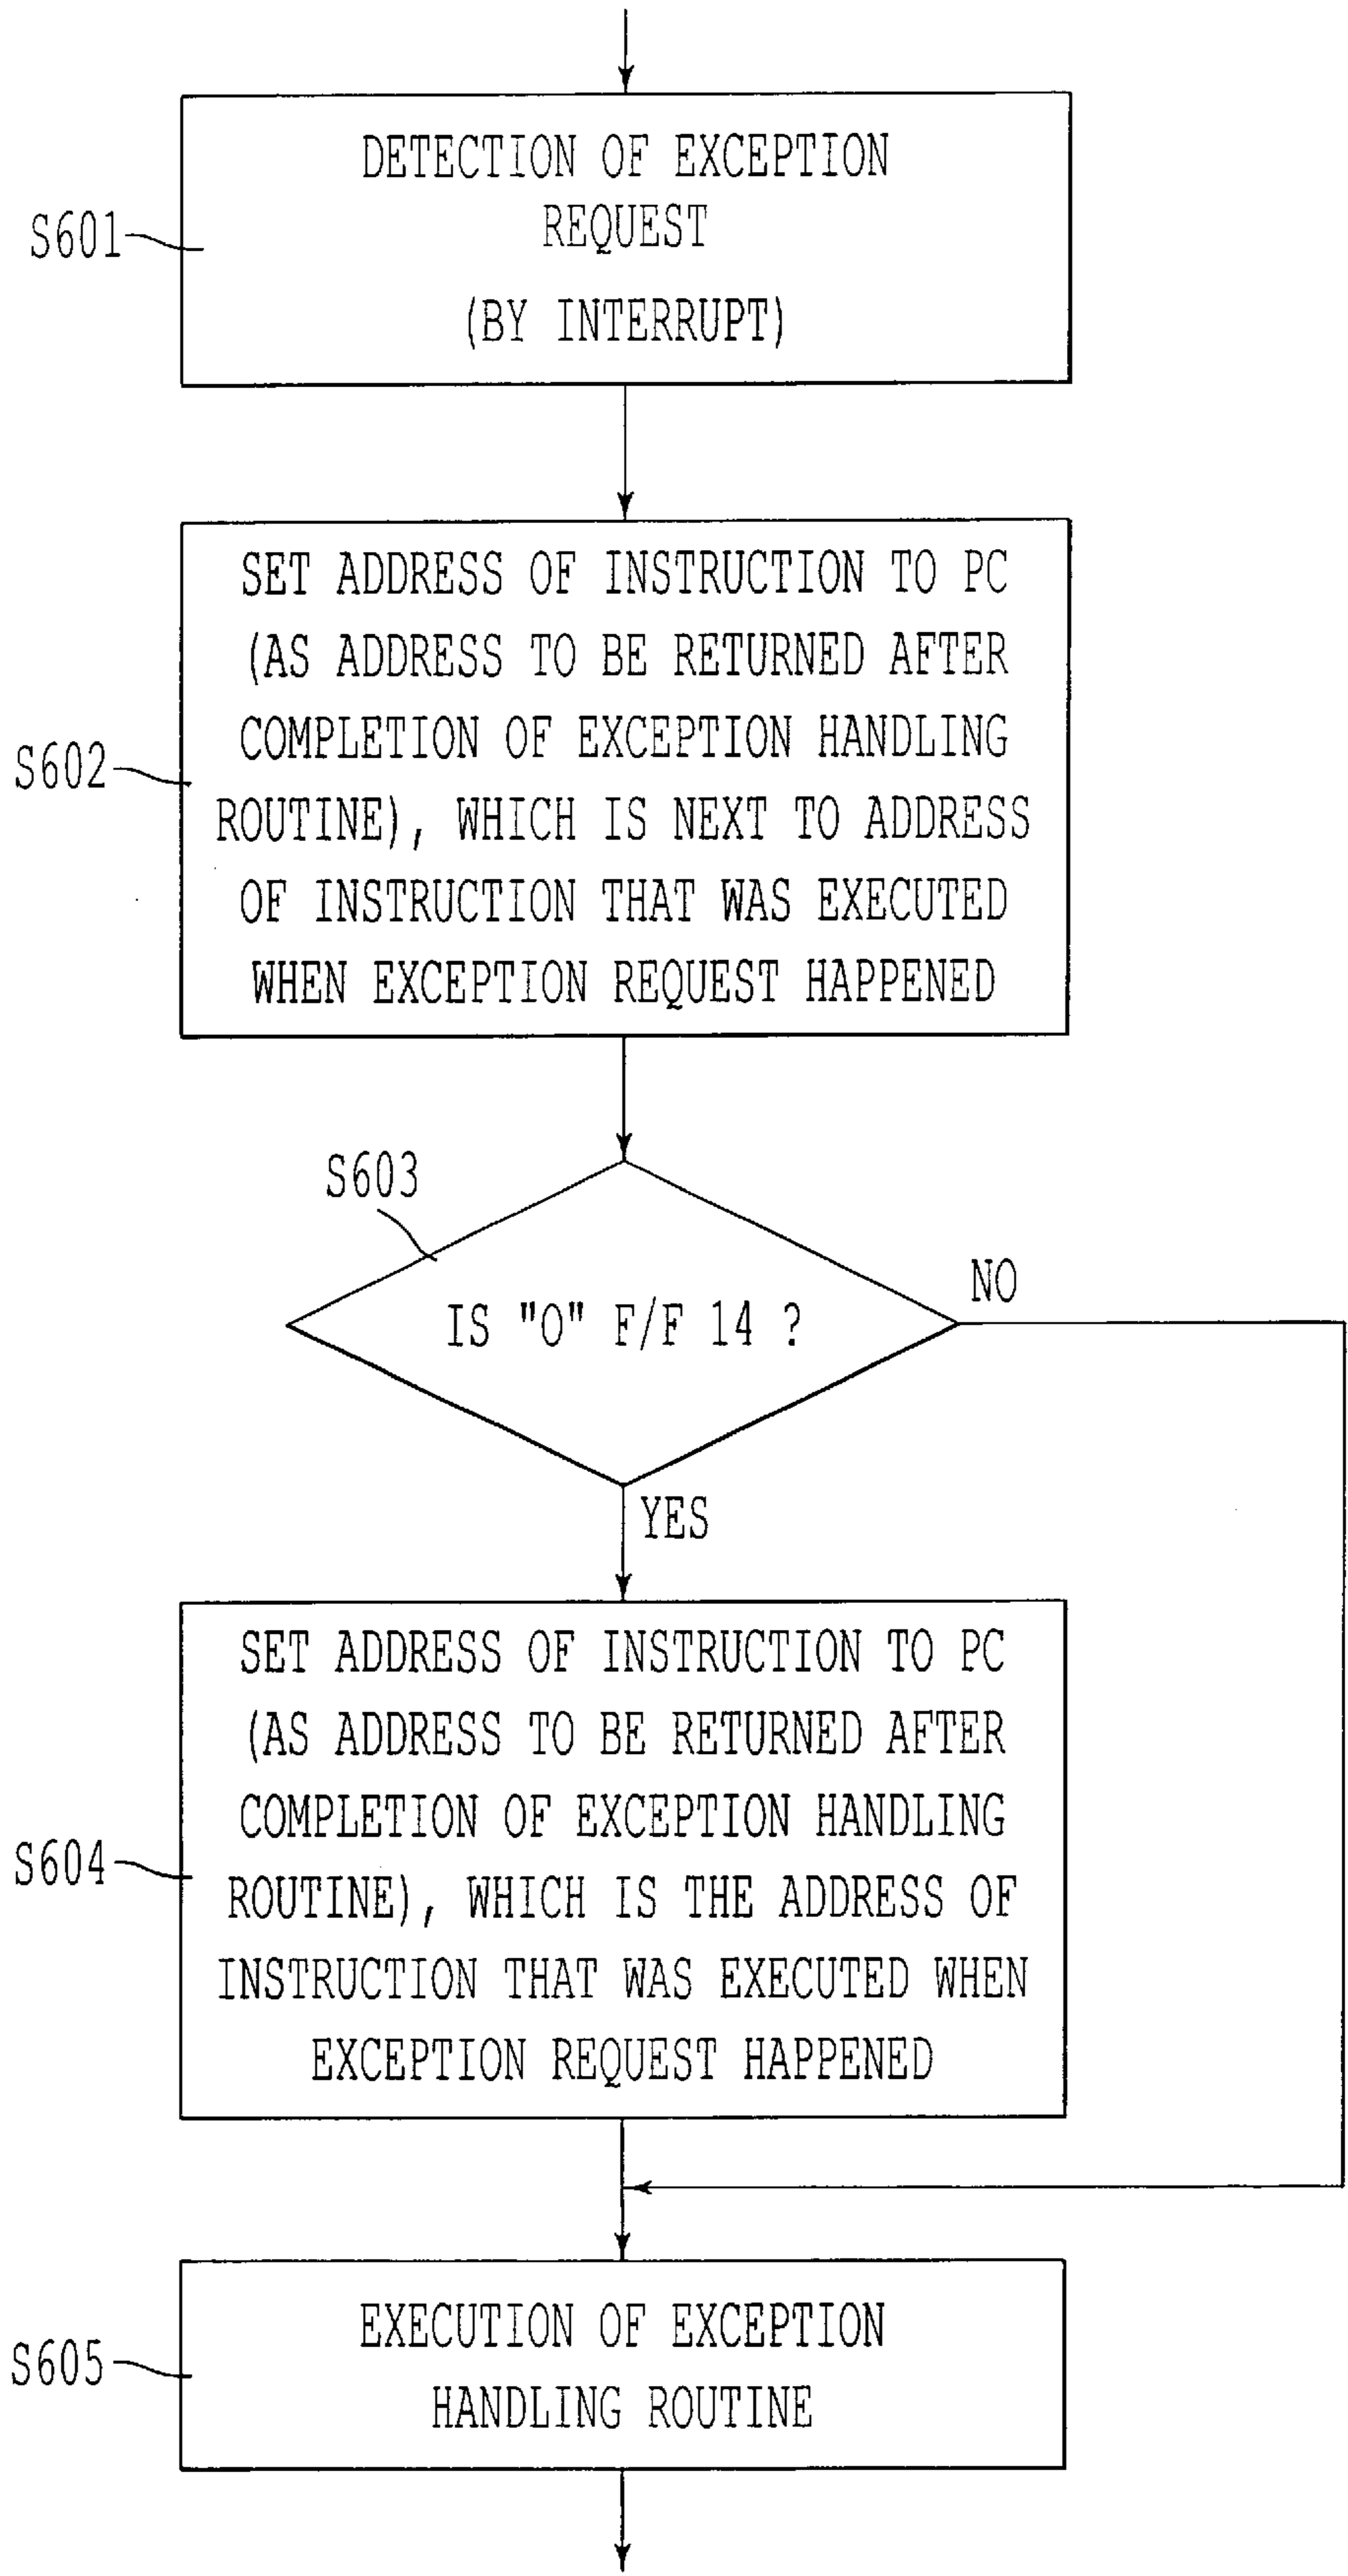 DETECTION OF EXCEPTION
REQUEST
(BY INTERRUPT)
S601
SET ADDRESS OF INSTRUCTION TO PC
(AS ADDRESS TO BE RETURNED AFTER
COMPLETION OF EXCEPTION HANDLING
ROUTINE), WHICH IS NEXT TO ADDRESS
OF INSTRUCTION THAT WAS EXECUTED
WHEN EXCEPTION REQUEST HAPPENED
S602
S603
IS "O" F/F 14 ?
NO
YES
SET ADDRESS OF INSTRUCTION TO PC
(AS ADDRESS TO BE RETURNED AFTER
COMPLETION OF EXCEPTION HANDLING
ROUTINE), WHICH IS THE ADDRESS OF
INSTRUCTION THAT WAS EXECUTED WHEN
EXCEPTION REQUEST HAPPENED
S604
EXECUTION OF EXCEPTION
HANDLING ROUTINE
S605